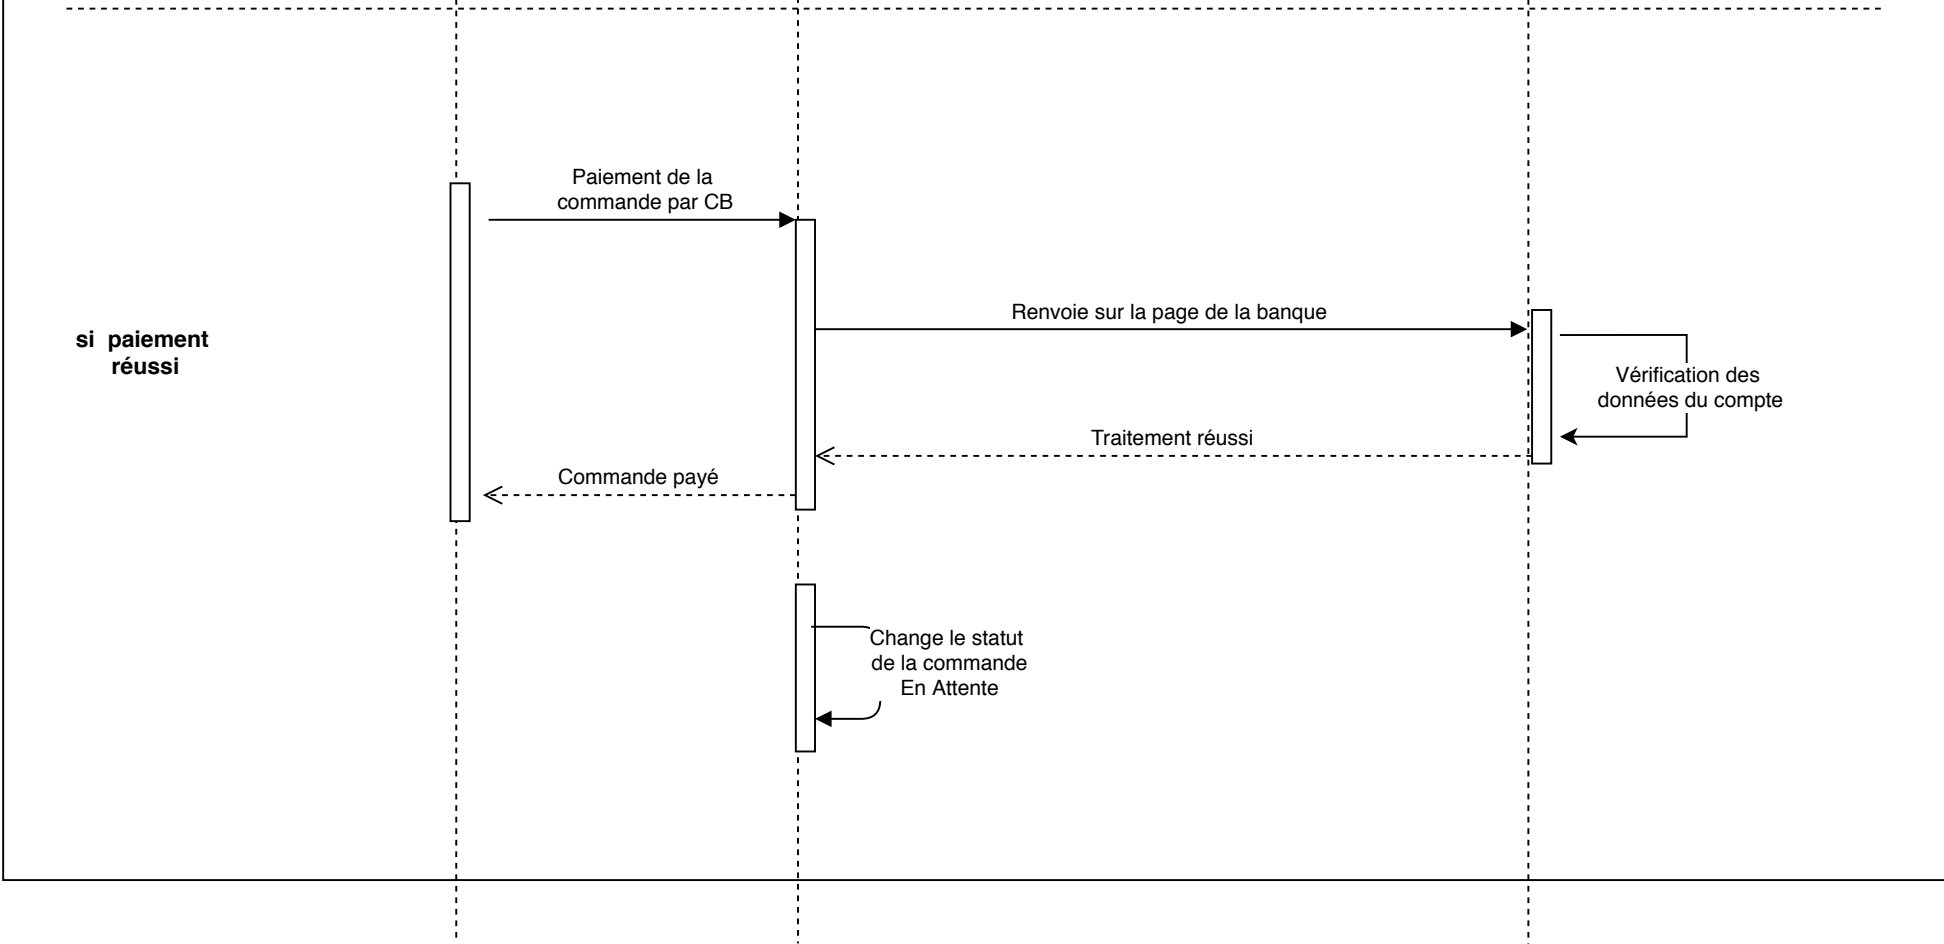 Paiement de la
commande par CB
Renvoie sur la page de la banque
si paiement
réussi
Vérification des
données du compte
Traitement réussi
Commande payé
Change le statut
de la commande
En Attente